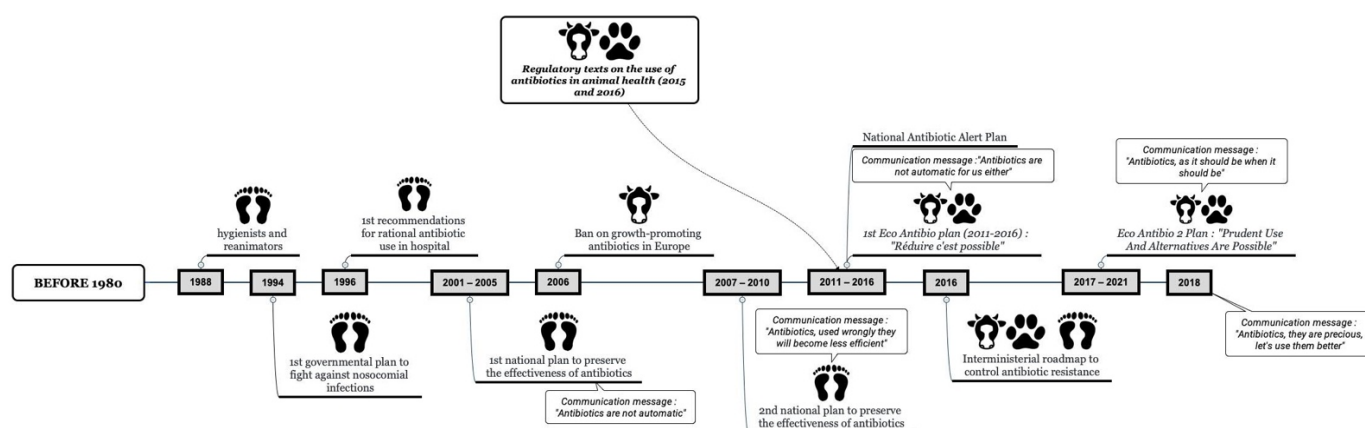 Regulatory texts on the use of
antibiotics in animal health (2015
and 2016)
National Antibiotic Alert Plan
Communication message :"Antibiotics are
not automatic for us either"
Communication message :
"Antibiotics, as it should be when it
should be"
hygienists and
reanimators
1st recommendations
for rational antibiotic
use in hospital
Ban on growth-promoting
antibiotics in Europe
1st Eco Antibio plan (2011-2016) :
"Réduire c'est possible"
Eco Antibio 2 Plan : "Prudent Use
And Alternatives Are Possible"
BEFORE 1980
1988
1994
1996
2001 – 2005
2006
2007 – 2010
2011 – 2016
2016
2017 – 2021
2018
1st governmental plan to
fight against nosocomial
infections
1st national plan to preserve
the effectiveness of antibiotics
Communication message :
"Antibiotics are not automatic"
Communication message :
"Antibiotics, used wrongly they
will become less efficient"
2nd national plan to preserve
the effectiveness of antibiotics
Interministerial roadmap to
control antibiotic resistance
Communication message :
"Antibiotics, they are precious,
let's use them better"